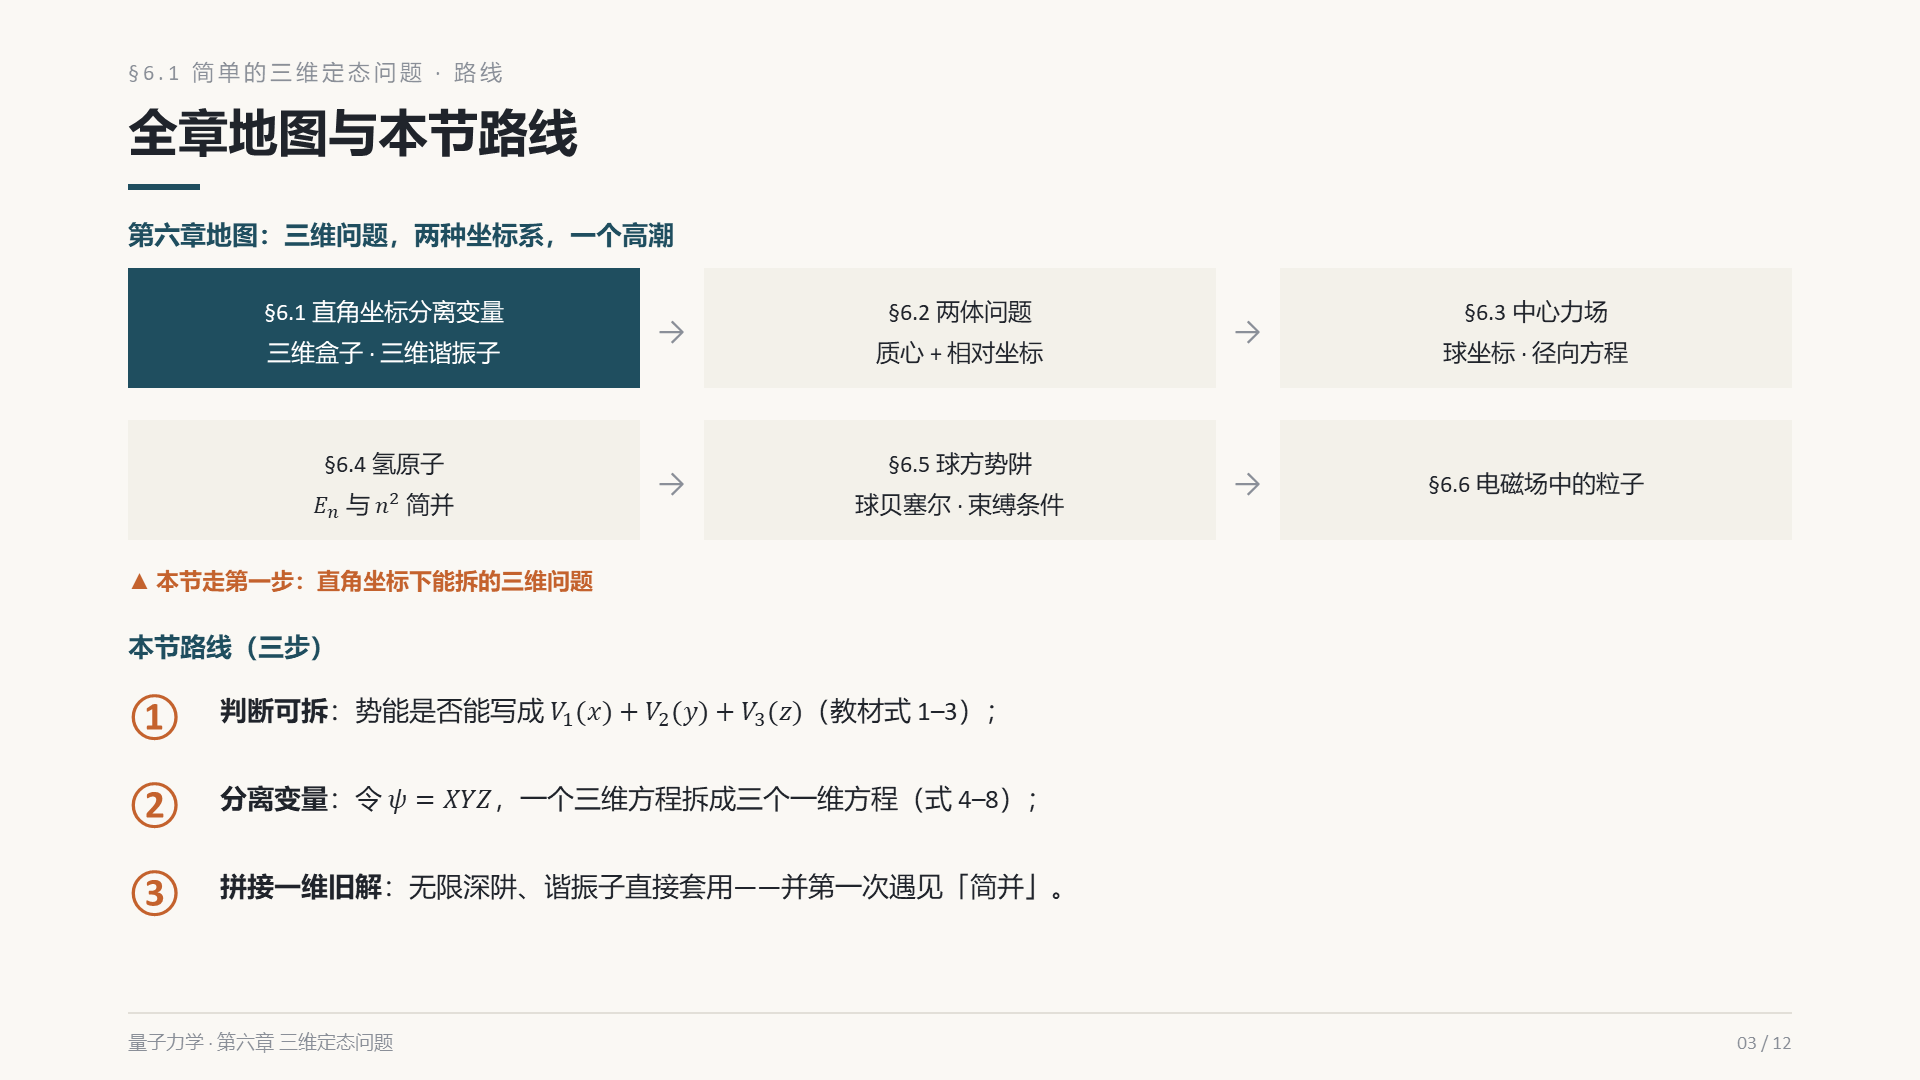 §6.1 简单的三维定态问题 · 路线
全章地图与本节路线
第六章地图：三维问题，两种坐标系，一个高潮
§6.1 直角坐标分离变量
三维盒子 · 三维谐振子
→
§6.2 两体问题
质心 + 相对坐标
→
§6.3 中心力场
球坐标 · 径向方程
§6.4 氢原子
Eₙ 与 n² 简并
→
§6.5 球方势阱
球贝塞尔 · 束缚条件
→
§6.6 电磁场中的粒子
▲ 本节走第一步：直角坐标下能拆的三维问题
本节路线（三步）
① 判断可拆：势能是否能写成 V₁(x) + V₂(y) + V₃(z)（教材式 1–3）；
② 分离变量：令 ψ = XYZ，一个三维方程拆成三个一维方程（式 4–8）；
③ 拼接一维旧解：无限深阱、谐振子直接套用——并第一次遇见「简并」。
量子力学 · 第六章 三维定态问题
03 / 12